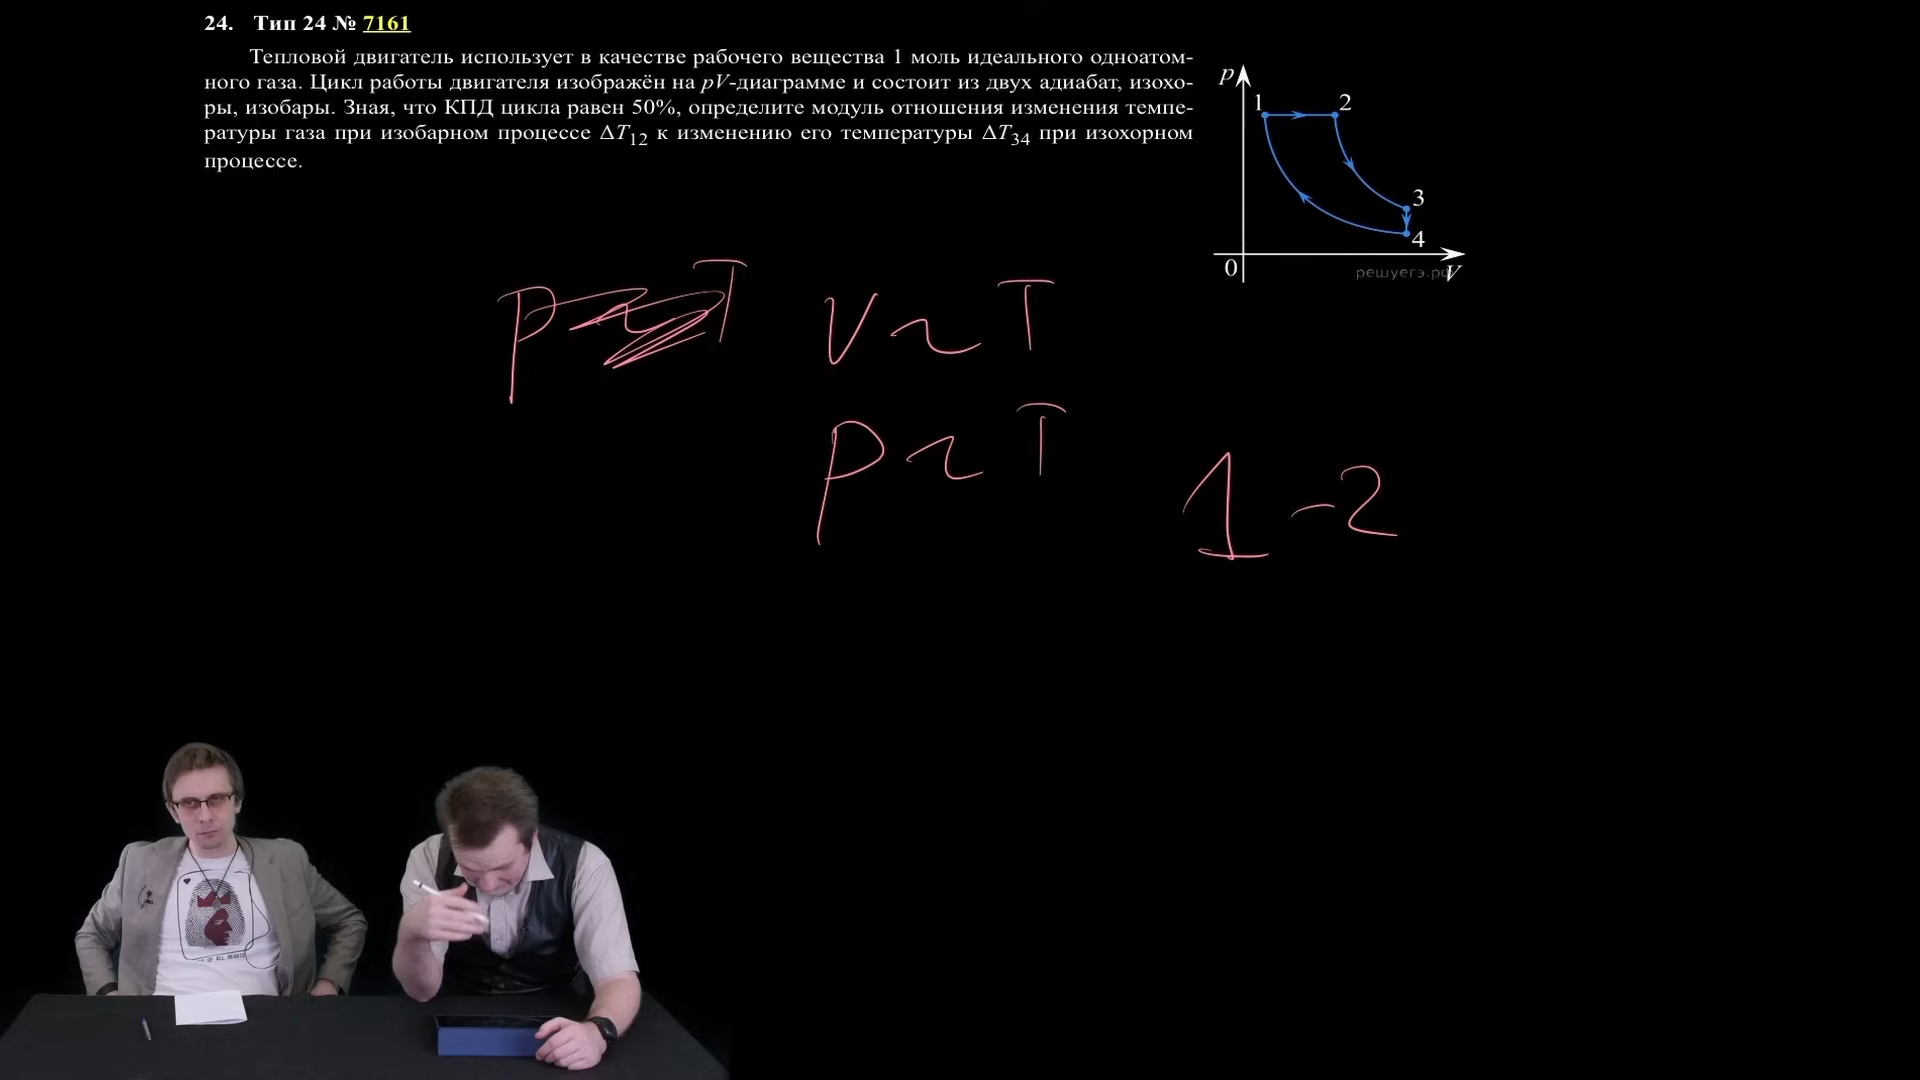 24. Тип 24 № 7161
Тепловой двигатель использует в качестве рабочего вещества 1 моль идеального одноатом-
ного газа. Цикл работы двигателя изображён на pV-диаграмме и состоит из двух адиабат, изохо-
ры, изобары. Зная, что КПД цикла равен 50%, определите модуль отношения изменения темпе-
ратуры газа при изобарном процессе ΔT12 к изменению его температуры ΔT34 при изохорном
процессе.
p
1 2
3
4
0
решуегэ.рф
V
p T V ~ T
p ~ T
1 - 2
OF ALL HEARTS